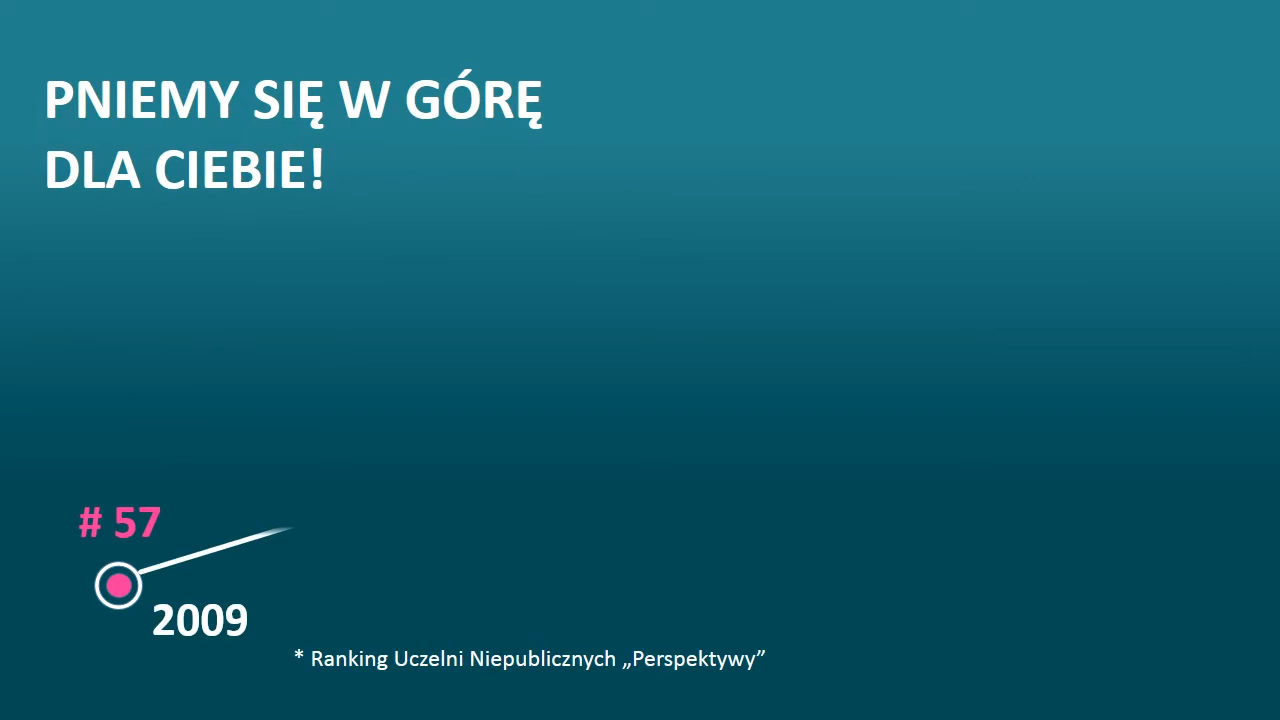 PNIEMY SIĘ W GÓRĘ
DLA CIEBIE!
# 57
2009
* Ranking Uczelni Niepublicznych „Perspektywy”